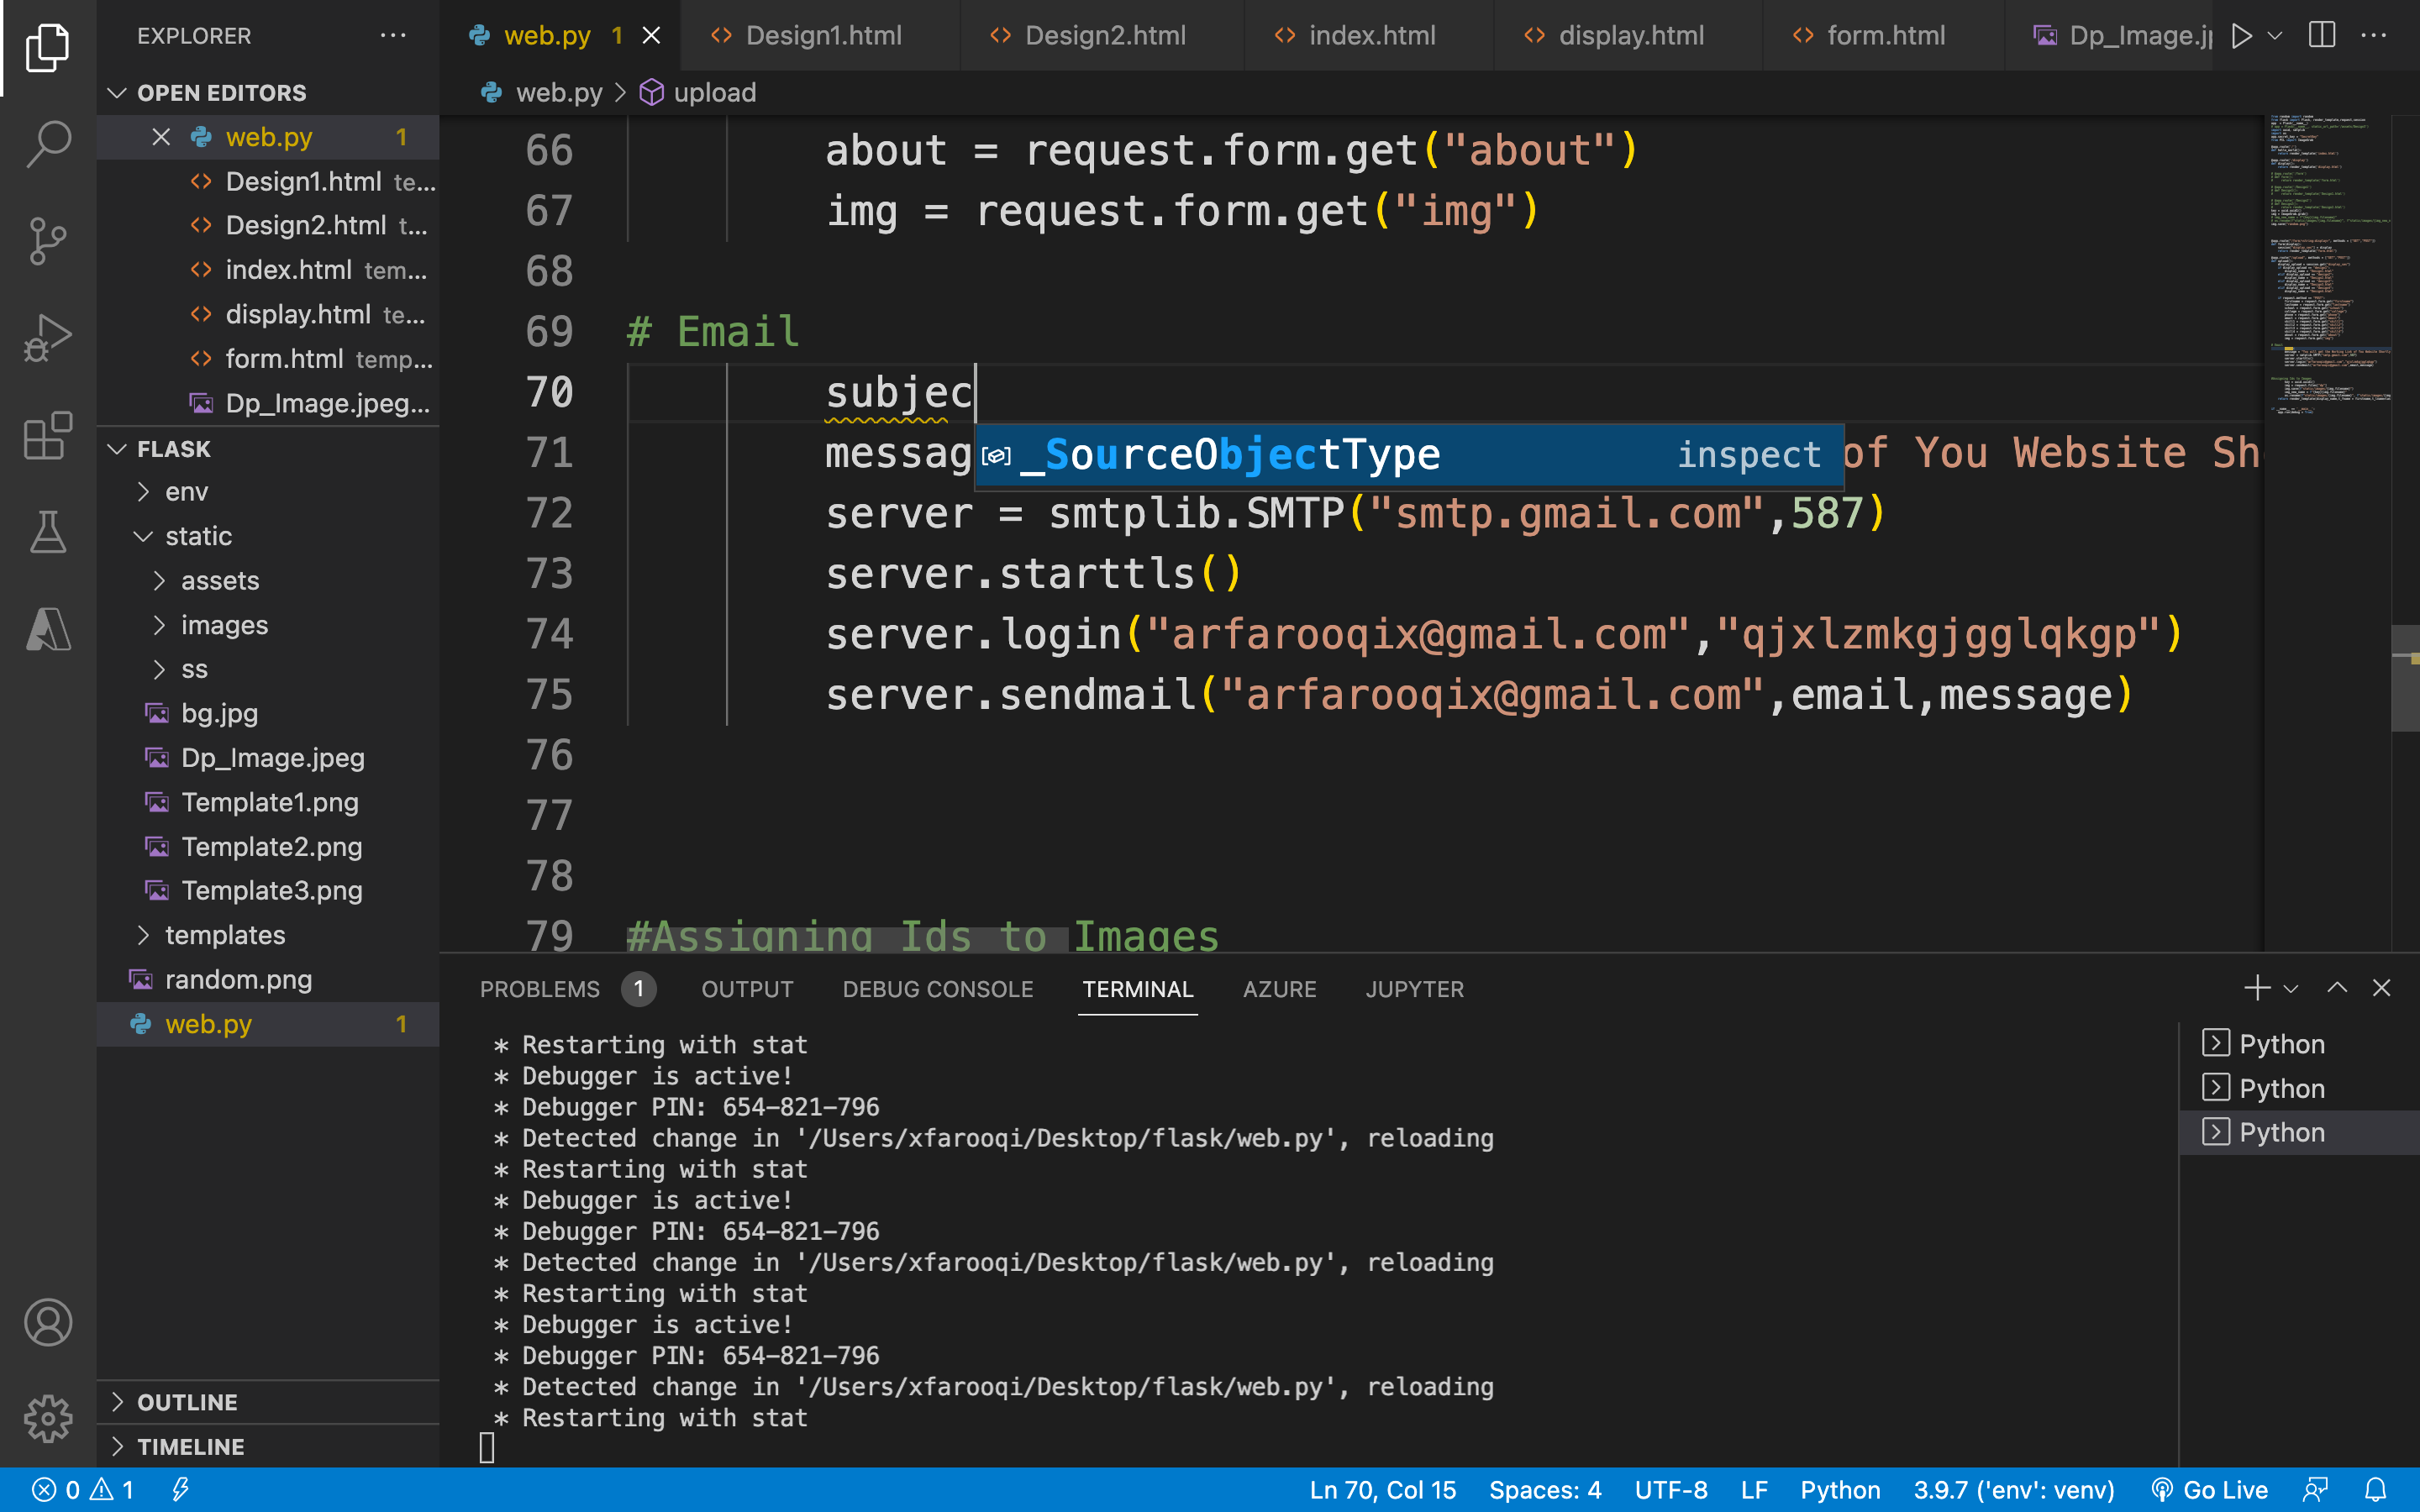 EXPLORER
OPEN EDITORS
web.py 1
Design1.html te...
Design2.html t...
index.html tem...
display.html te...
form.html temp...
Dp_Image.jpeg...
FLASK
env
static
assets
images
ss
bg.jpg
Dp_Image.jpeg
Template1.png
Template2.png
Template3.png
templates
random.png
web.py 1
OUTLINE
TIMELINE
web.py 1 Design1.html Design2.html index.html display.html form.html Dp_Image.j
web.py > upload
66 about = request.form.get("about")
67 img = request.form.get("img")
68
69 # Email
70 subjec
_SourceObjectType inspect
71 messag of You Website Sh
72 server = smtplib.SMTP("smtp.gmail.com",587)
73 server.starttls()
74 server.login("arfarooqix@gmail.com","qjxlzmkgjgglqkgp")
75 server.sendmail("arfarooqix@gmail.com",email,message)
76
77
78
79 #Assigning Ids to Images
PROBLEMS 1 OUTPUT DEBUG CONSOLE TERMINAL AZURE JUPYTER
* Restarting with stat
* Debugger is active!
* Debugger PIN: 654-821-796
* Detected change in '/Users/xfarooqi/Desktop/flask/web.py', reloading
* Restarting with stat
* Debugger is active!
* Debugger PIN: 654-821-796
* Detected change in '/Users/xfarooqi/Desktop/flask/web.py', reloading
* Restarting with stat
* Debugger is active!
* Debugger PIN: 654-821-796
* Detected change in '/Users/xfarooqi/Desktop/flask/web.py', reloading
* Restarting with stat
Python
Python
Python
0 1 Ln 70, Col 15 Spaces: 4 UTF-8 LF Python 3.9.7 ('env': venv) Go Live